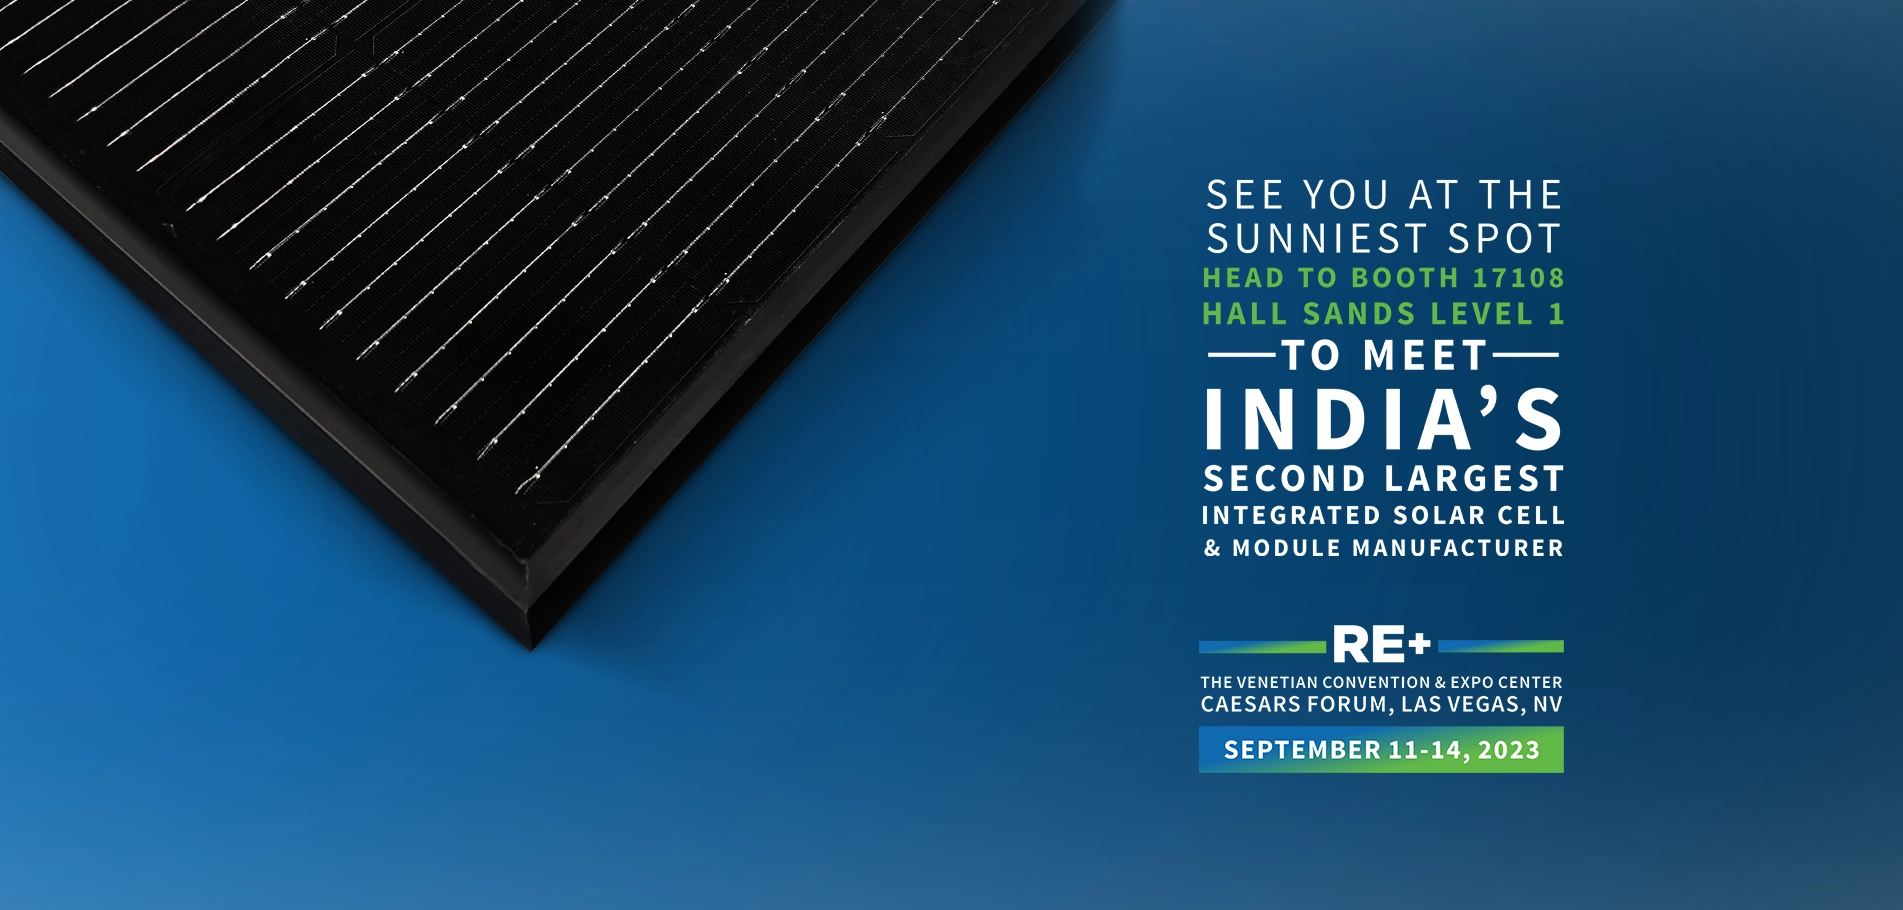 SEE YOU AT THE
SUNNIEST SPOT
HEAD TO BOOTH 17108
HALL SANDS LEVEL 1
TO MEET
INDIA’S
SECOND LARGEST
INTEGRATED SOLAR CELL
& MODULE MANUFACTURER
RE+
THE VENETIAN CONVENTION & EXPO CENTER
CAESARS FORUM, LAS VEGAS, NV
SEPTEMBER 11-14, 2023